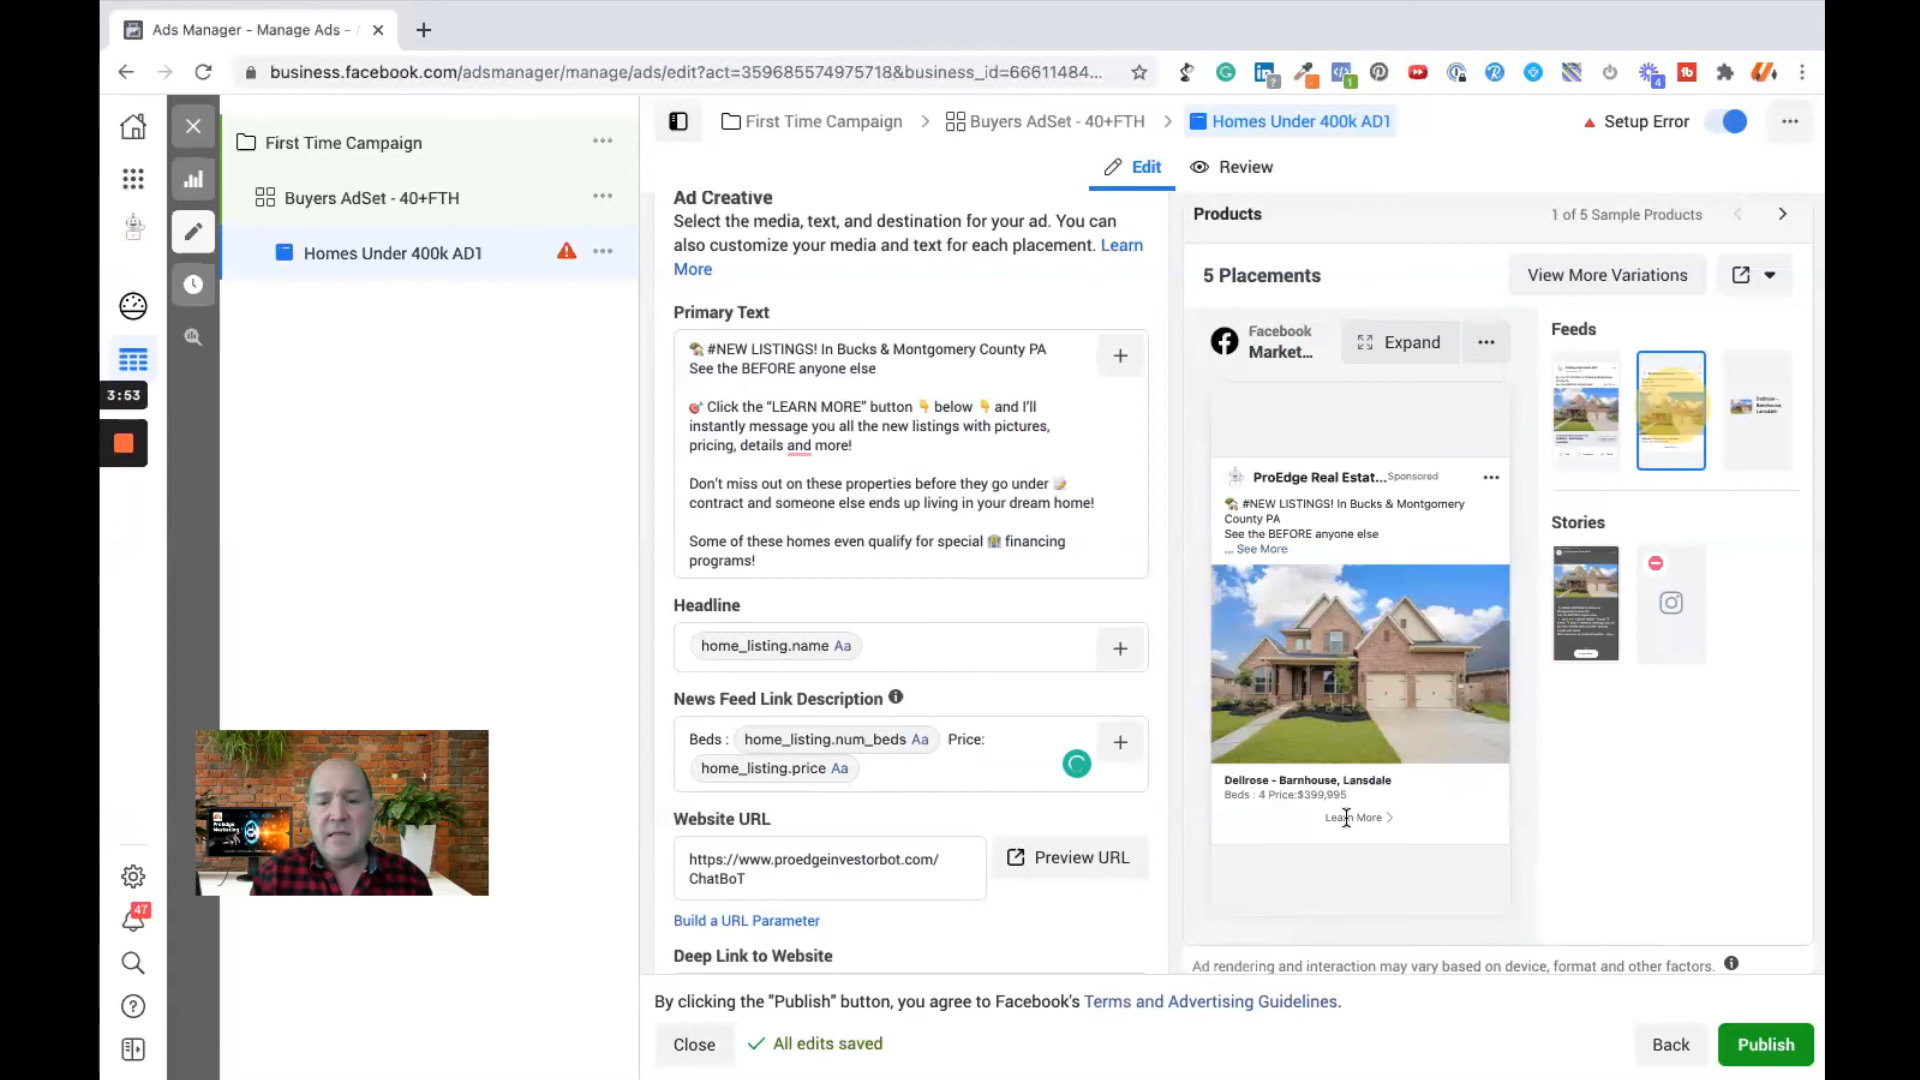 Ads Manager - Manage Ads -
business.facebook.com/adsmanager/manage/ads/edit?act=359685574975718&business_id=66611484...
First Time Campaign
Buyers AdSet - 40+FTH
Homes Under 400k AD1
3:53
47
First Time Campaign > Buyers AdSet - 40+FTH > Homes Under 400k AD1
Setup Error
Edit
Review
Ad Creative
Select the media, text, and destination for your ad. You can
also customize your media and text for each placement. Learn
More
Primary Text
🏡 #NEW LISTINGS! In Bucks & Montgomery County PA
See the BEFORE anyone else
🎯 Click the “LEARN MORE” button 👇 below 👇 and I’ll
instantly message you all the new listings with pictures,
pricing, details and more!
Don’t miss out on these properties before they go under 📝
contract and someone else ends up living in your dream home!
Some of these homes even qualify for special 🏦 financing
programs!
Headline
home_listing.name Aa
News Feed Link Description
Beds : home_listing.num_beds Aa Price:
home_listing.price Aa
Website URL
https://www.proedgeinvestorbot.com/
ChatBoT
Preview URL
Build a URL Parameter
Deep Link to Website
Products
1 of 5 Sample Products
5 Placements
View More Variations
Facebook
Market...
Expand
ProEdge Real Estat... Sponsored
🏡 #NEW LISTINGS! In Bucks & Montgomery
County PA
See the BEFORE anyone else
... See More
Dellrose - Barnhouse, Lansdale
Beds : 4 Price:$399,995
Learn More
Feeds
Dellrose -
Barnhouse,
Lansdale
Stories
Ad rendering and interaction may vary based on device, format and other factors.
By clicking the "Publish" button, you agree to Facebook's Terms and Advertising Guidelines.
Close
All edits saved
Back
Publish